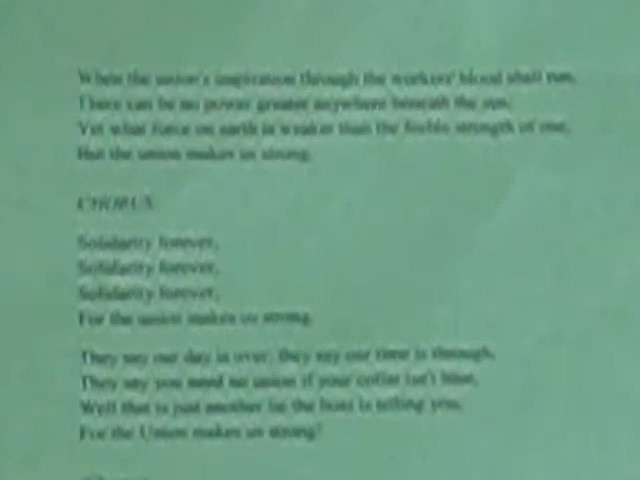 When the union's inspiration through the workers' blood shall run,
There can be no power greater anywhere beneath the sun;
Yet what force on earth is weaker than the feeble strength of one,
But the union makes us strong.
CHORUS
Solidarity forever,
Solidarity forever,
Solidarity forever,
For the union makes us strong.
They say our day is over; they say our time is through,
They say you need no union if your collar isn't blue,
Well that is just another lie the boss is telling you,
For the Union makes us strong!